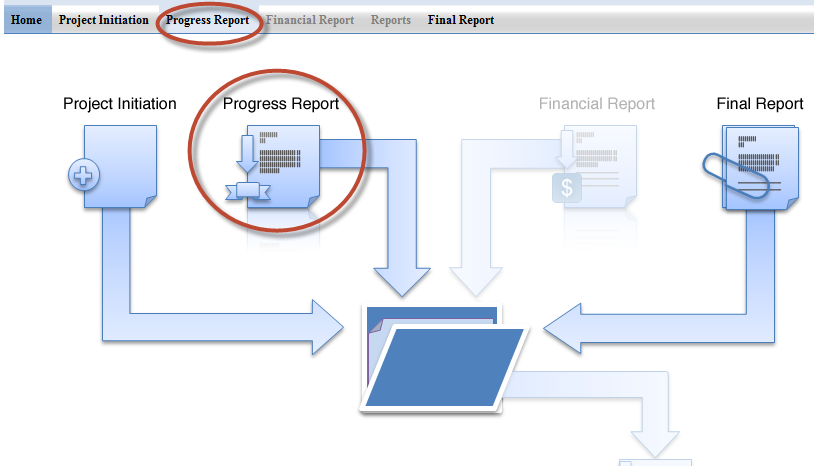 Home Project Initiation Progress Report Financial Report Reports Final Report
Project Initiation Progress Report Financial Report Final Report
$